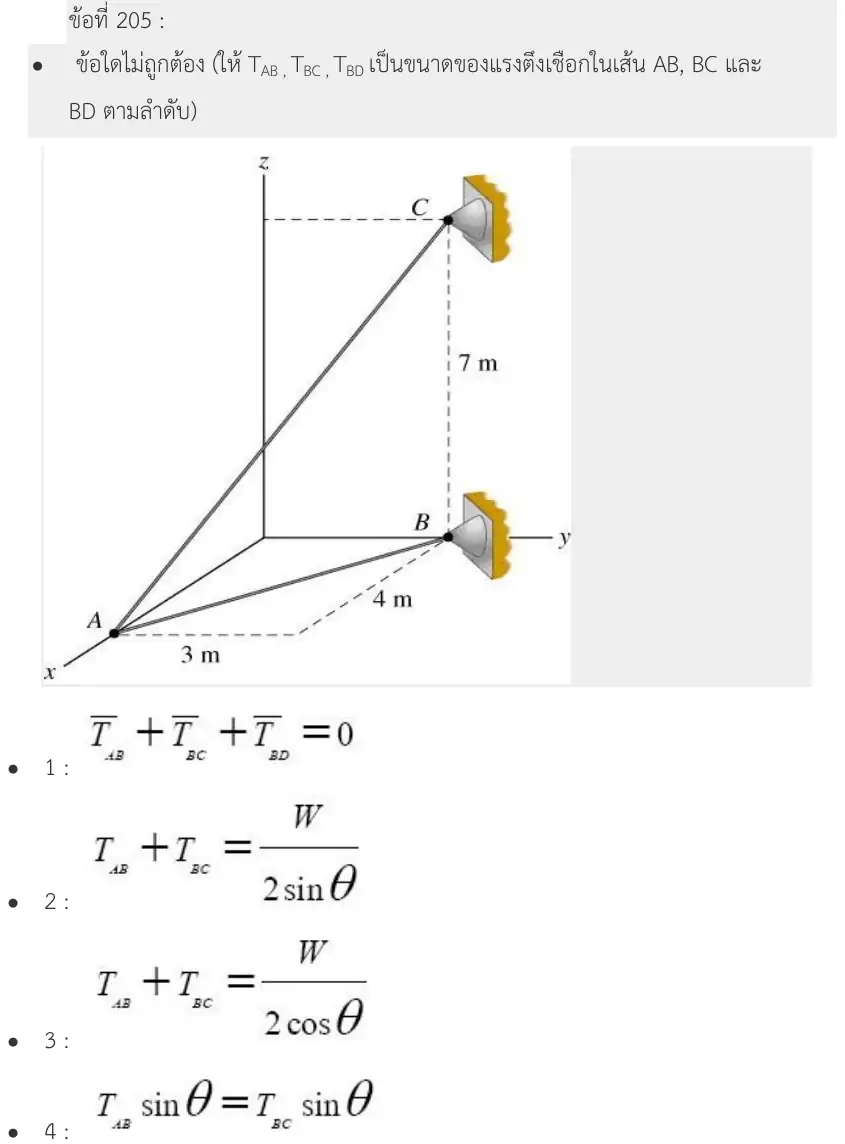 ข้อที่ 205 :
• ข้อใดไม่ถูกต้อง (ให้ T_AB , T_BC , T_BD เป็นขนาดของแรงตึงเชือกในเส้น AB, BC และ
BD ตามลำดับ)
z
C
7 m
B
y
4 m
A
3 m
x
• 1 : T̅_AB + T̅_BC + T̅_BD = 0
• 2 : T_AB + T_BC = W / 2 sin θ
• 3 : T_AB + T_BC = W / 2 cos θ
• 4 : T_AB sin θ = T_BC sin θ